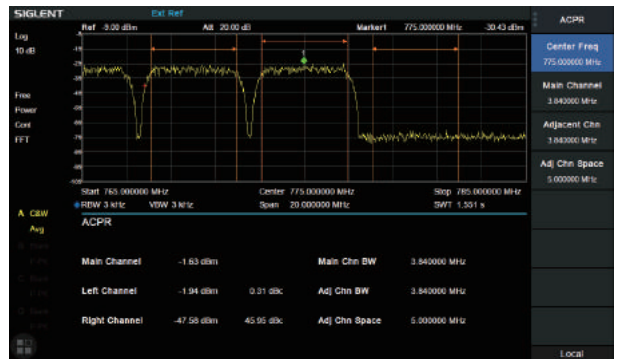 SIGLENT Ext Ref
Log
10 dB
Free
Power
Cont
FFT
A C&W
Avg
Ref -9.00 dBm Att 20.00 dB Marker1 775.000000 MHz -30.43 dBm
1
Start 765.000000 MHz Center 775.000000 MHz Stop 785.000000 MHz
RBW 3 kHz VBW 3 kHz Span 20.000000 MHz SWT 1.551 s
ACPR
Main Channel -1.63 dBm Main Chn BW 3.840000 MHz
Left Channel -1.94 dBm 0.31 dBc Adj Chn BW 3.840000 MHz
Right Channel -47.58 dBm 45.95 dBc Adj Chn Space 5.000000 MHz
ACPR
Center Freq
775.000000 MHz
Main Channel
3.840000 MHz
Adjacent Chn
3.840000 MHz
Adj Chn Space
5.000000 MHz
Local